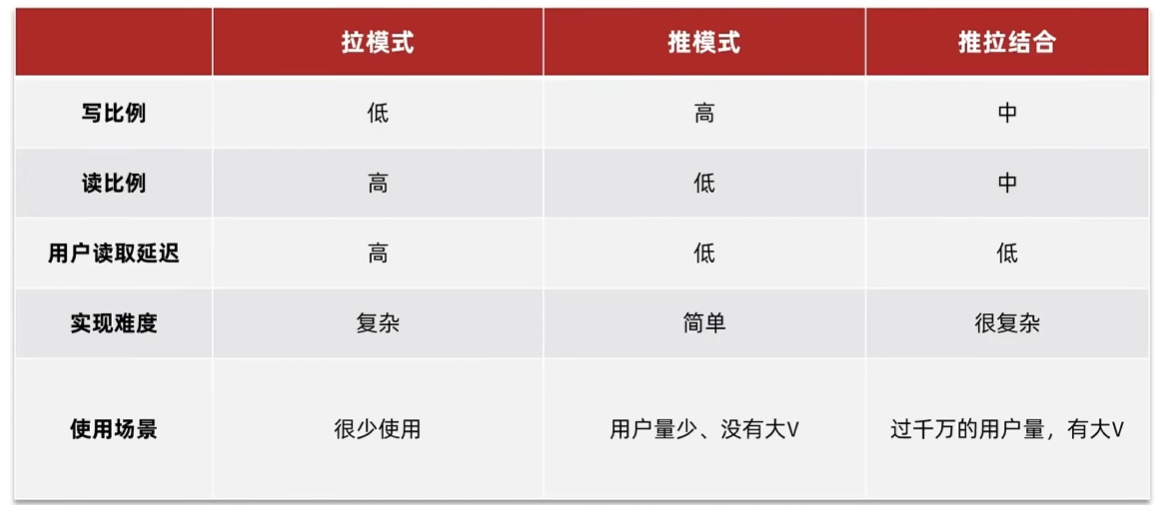 拉模式 推模式 推拉结合
写比例 低 高 中
读比例 高 低 中
用户读取延迟 高 低 低
实现难度 复杂 简单 很复杂
使用场景 很少使用 用户量少、没有大V 过千万的用户量，有大V